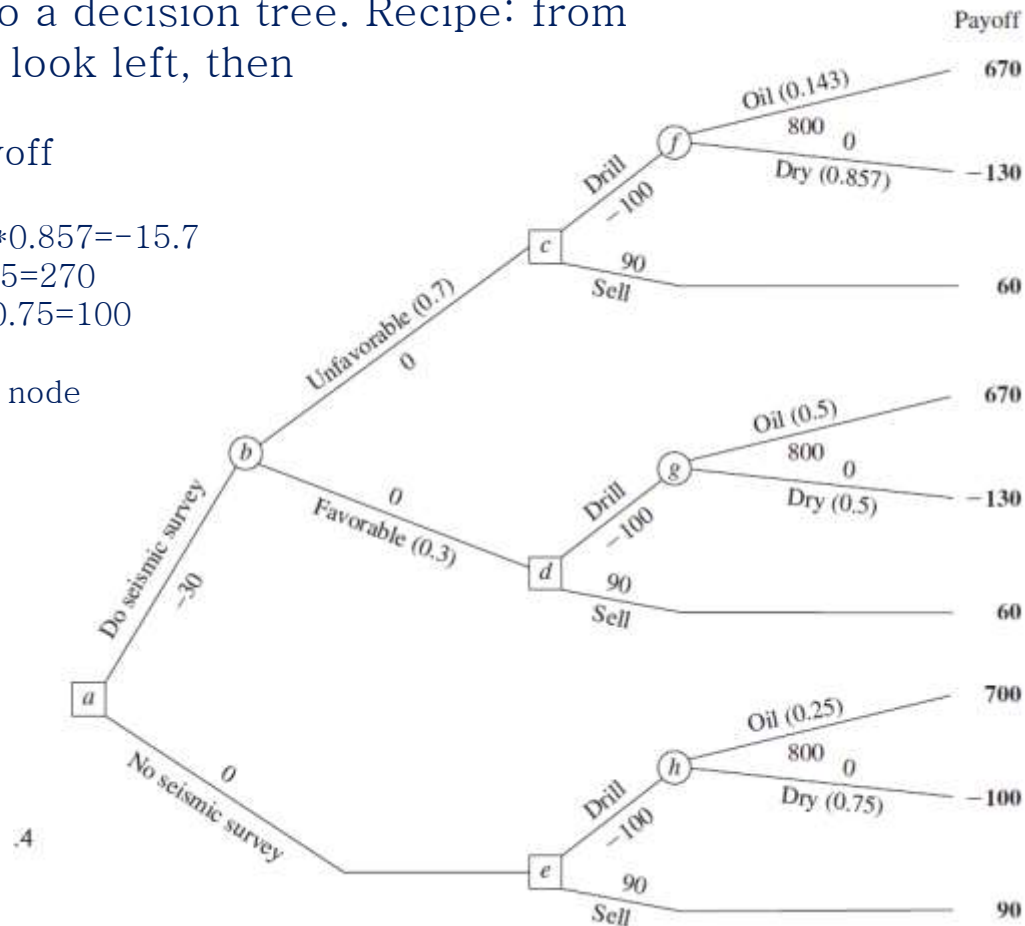 o a decision tree. Recipe: from
look left, then
off
*0.857=-15.7
5=270
0.75=100
node
Payoff
Oil (0.143)
670
800
0
f
Dry (0.857)
−130
Drill
−100
c
90
Sell
60
Unfavorable (0.7)
0
b
0
Favorable (0.3)
Oil (0.5)
670
800
0
g
Dry (0.5)
−130
Drill
−100
d
90
Sell
60
Do seismic survey
−30
a
0
No seismic survey
Oil (0.25)
700
800
0
h
Dry (0.75)
−100
Drill
−100
e
90
Sell
90
.4